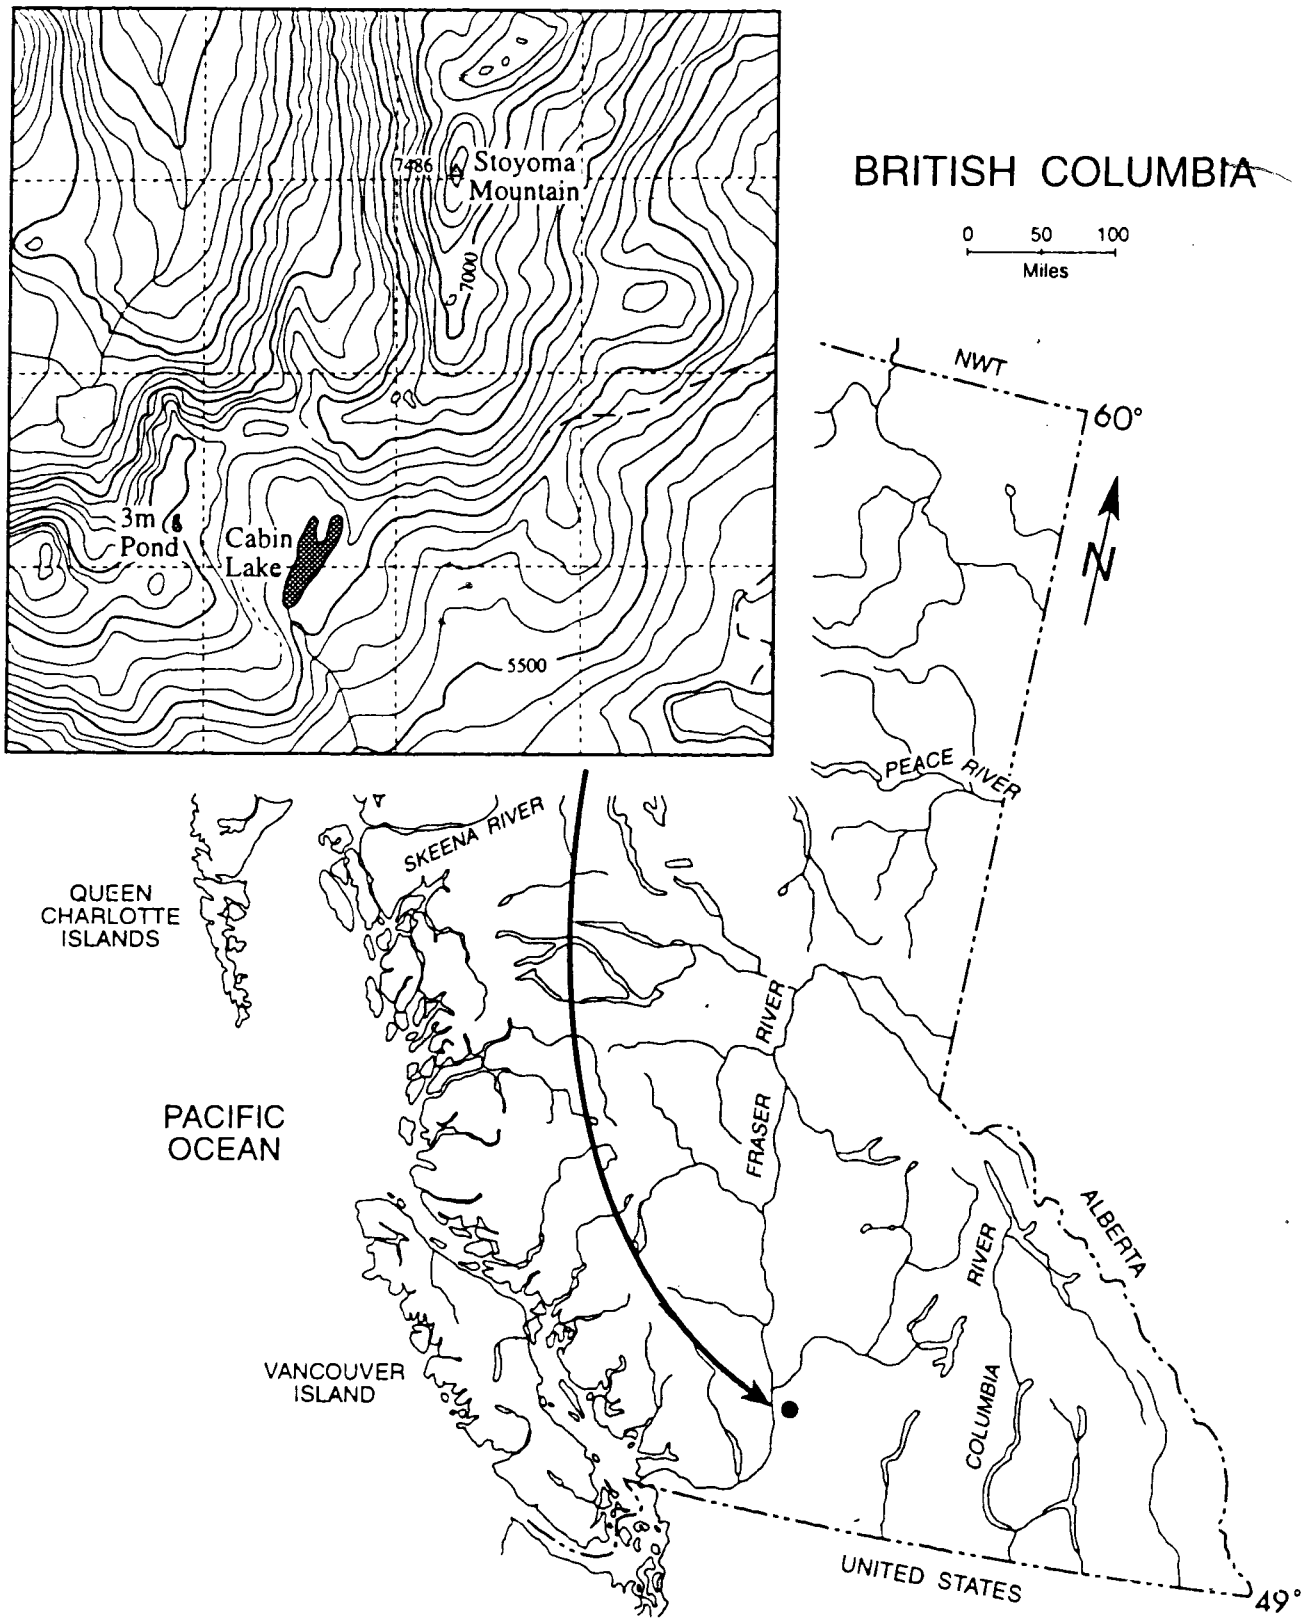 7486
Stoyoma
Mountain
7000
3m
Pond
Cabin
Lake
5500
BRITISH COLUMBIA
0 50 100
Miles
NWT
60°
N
PEACE RIVER
SKEENA RIVER
QUEEN
CHARLOTTE
ISLANDS
PACIFIC
OCEAN
FRASER RIVER
ALBERTA
COLUMBIA RIVER
VANCOUVER
ISLAND
UNITED STATES
49°